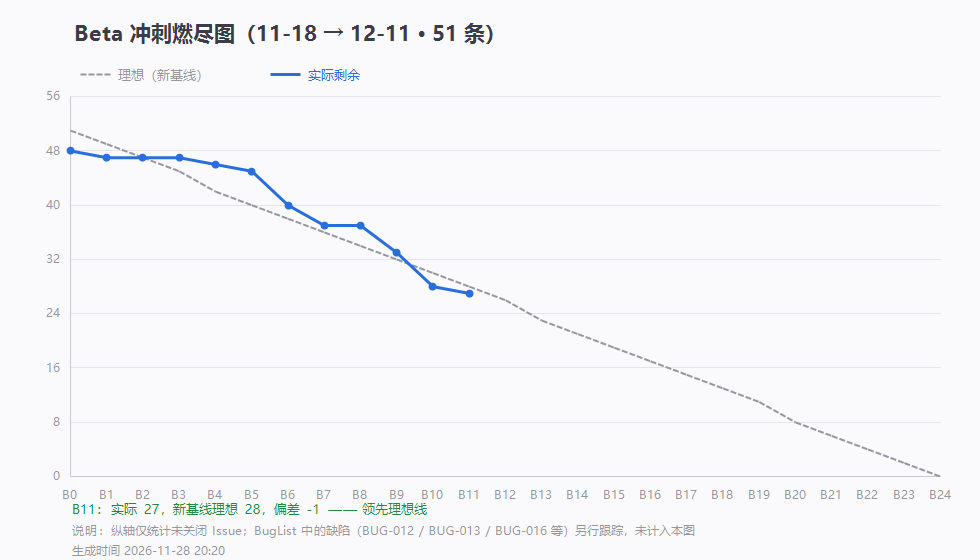 Beta 冲刺燃尽图（11-18 → 12-11 • 51 条）
理想（新基线） 实际剩余
56
48
40
32
24
16
8
0
B0 B1 B2 B3 B4 B5 B6 B7 B8 B9 B10 B11 B12 B13 B14 B15 B16 B17 B18 B19 B20 B21 B22 B23 B24
B11：实际 27，新基线理想 28，偏差 -1 —— 领先理想线
说明：纵轴仅统计未关闭 Issue；BugList 中的缺陷（BUG-012 / BUG-013 / BUG-016 等）另行跟踪，未计入本图
生成时间 2026-11-28 20:20